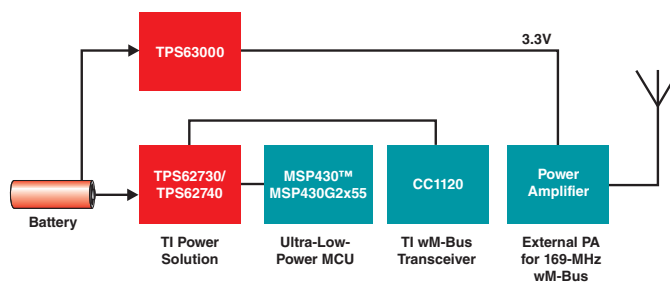 TPS63000
3.3V
TPS62730/
TPS62740
MSP430™
MSP430G2x55
CC1120
Power
Amplifier
Battery
TI Power
Solution
Ultra-Low-
Power MCU
TI wM-Bus
Transceiver
External PA
for 169-MHz
wM-Bus